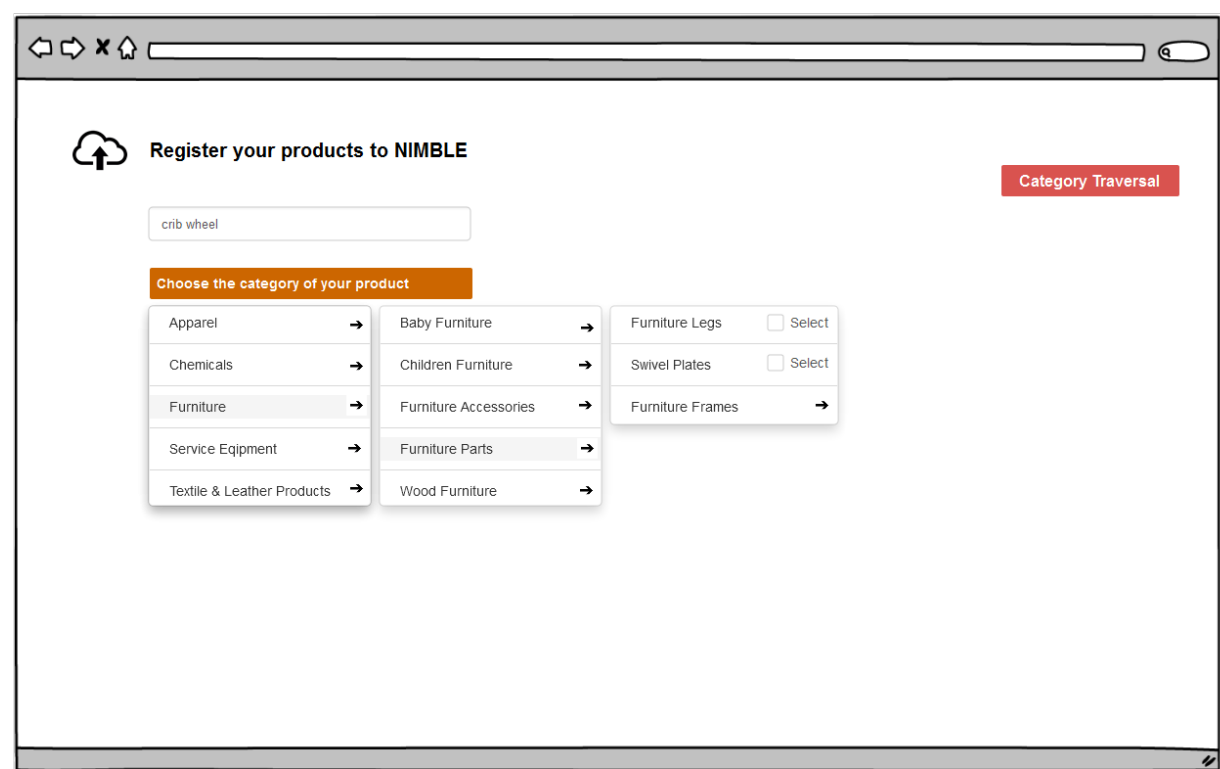 Register your products to NIMBLE
Category Traversal
crib wheel
Choose the category of your product
Apparel
Chemicals
Furniture
Service Eqipment
Textile & Leather Products
Baby Furniture
Children Furniture
Furniture Accessories
Furniture Parts
Wood Furniture
Furniture Legs Select
Swivel Plates Select
Furniture Frames